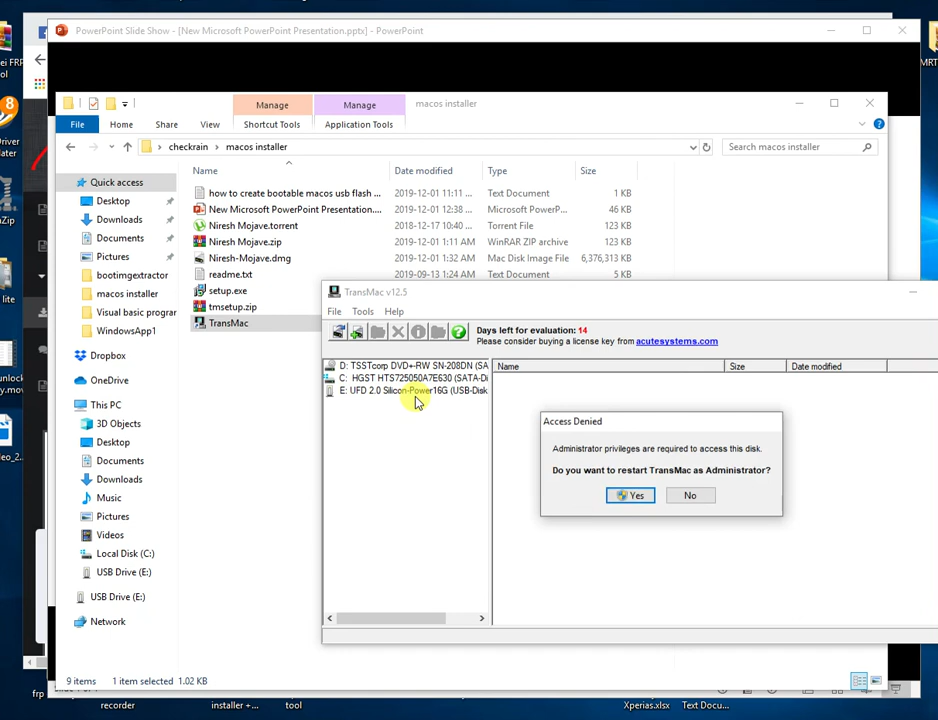 PowerPoint Slide Show - [New Microsoft PowerPoint Presentation.pptx] - PowerPoint
ei FRP
ol
MRT
Manage
Manage
macos installer
File
Home
Share
View
Shortcut Tools
Application Tools
Driver
ater
checkrain
macos installer
Search macos installer
Name
Date modified
Type
Size
Quick access
Desktop
Downloads
Documents
Pictures
bootimgextractor
macos installer
Visual basic prograr
WindowsApp1
Dropbox
OneDrive
This PC
3D Objects
Desktop
Documents
Downloads
Music
Pictures
Videos
Local Disk (C:)
USB Drive (E:)
USB Drive (E:)
Network
how to create bootable macos usb flash ...
2019-12-01 11:11 ...
Text Document
1 KB
New Microsoft PowerPoint Presentation....
2019-12-01 12:38 ...
Microsoft PowerP...
46 KB
Niresh Mojave.torrent
2018-12-17 10:40 ...
Torrent File
123 KB
Niresh Mojave.zip
2019-12-01 1:11 AM
WinRAR ZIP archive
123 KB
Niresh-Mojave.dmg
2019-12-01 1:32 AM
Mac Disk Image File
6,376,313 KB
readme.txt
2019-09-13 1:24 AM
Text Document
5 KB
setup.exe
tmsetup.zip
TransMac
TransMac v12.5
File
Tools
Help
Days left for evaluation: 14
Please consider buying a license key from acutesystems.com
D: TSSTcorp DVD+-RW SN-208DN (SA
C: HGST HTS725050A7E630 (SATA-Di
E: UFD 2.0 Silicon-Power16G (USB-Disk
Name
Size
Date modified
Access Denied
Administrator privileges are required to access this disk.
Do you want to restart TransMac as Administrator?
Yes
No
Zip
lite
unlock
y.mov
eo_2...
9 items
1 item selected 1.02 KB
frp
recorder
installer +...
tool
Xperias.xlsx
Text Docu...